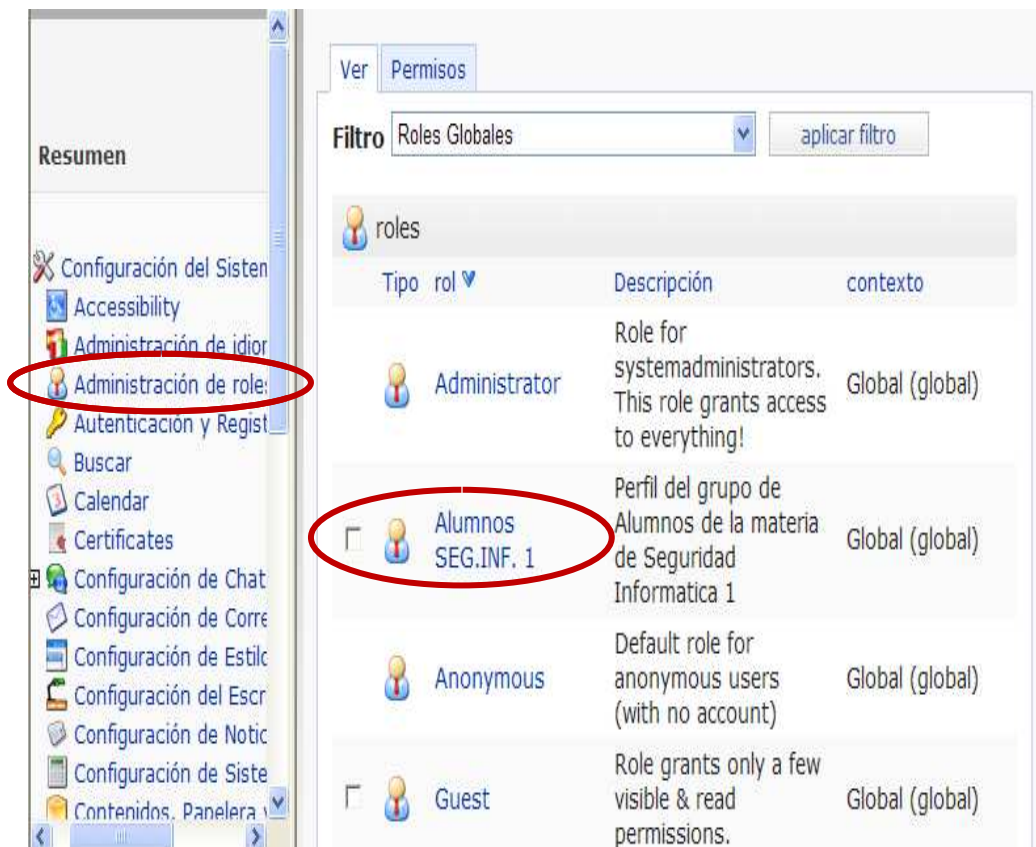 Resumen
Configuración del Sisten
Accessibility
Administración de idior
Administración de role
Autenticación y Regist
Buscar
Calendar
Certificates
Configuración de Chat
Configuración de Corre
Configuración de Estilo
Configuración del Escr
Configuración de Notic
Configuración de Siste
Contenidos, Papelera y
Ver Permisos
Filtro Roles Globales aplicar filtro
roles
Tipo rol Descripción contexto
Role for
systemadministrators.
Administrator This role grants access Global (global)
to everything!
Perfil del grupo de
Alumnos Alumnos de la materia
SEG.INF. 1 de Seguridad Global (global)
Informatica 1
Default role for
Anonymous anonymous users Global (global)
(with no account)
Role grants only a few
Guest visible & read Global (global)
permissions.